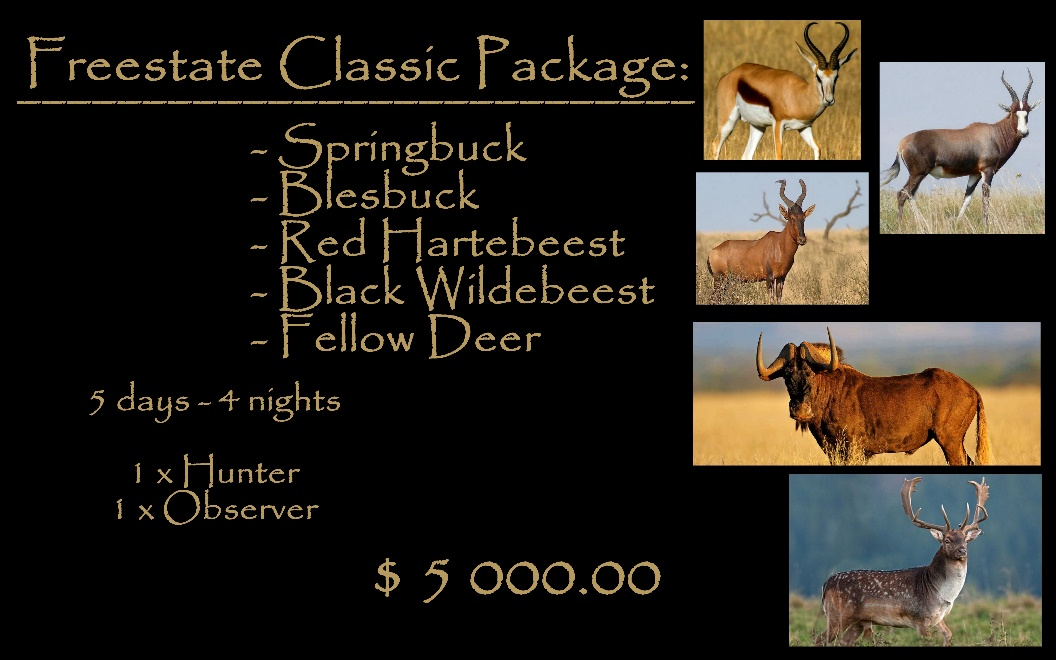 Freestate Classic Package:
- Springbuck
- Blesbuck
- Red Hartebeest
- Black Wildebeest
- Fellow Deer
5 days - 4 nights
1 x Hunter
1 x Observer
$ 5 000.00